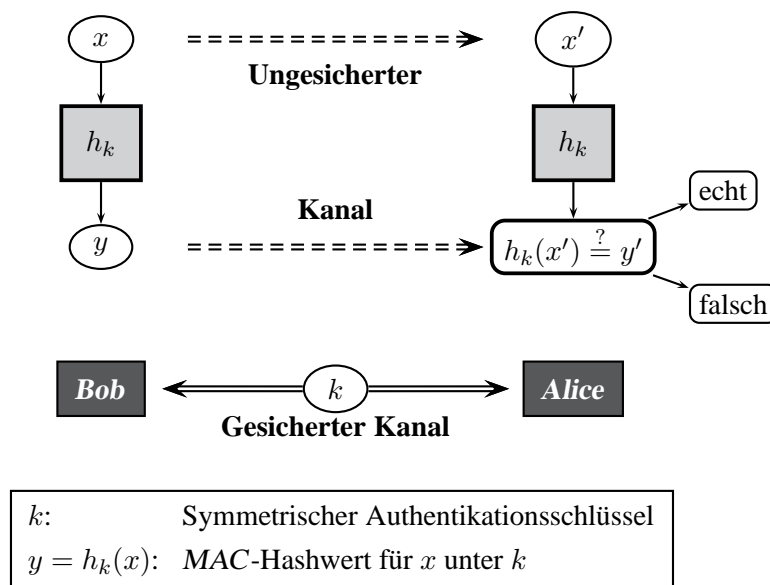 x x′
Ungesicherter
h_k h_k
echt
Kanal
y h_k(x′) ≟ y′
falsch
Bob k Alice
Gesicherter Kanal
k: Symmetrischer Authentikationsschlüssel
y = h_k(x): MAC-Hashwert für x unter k